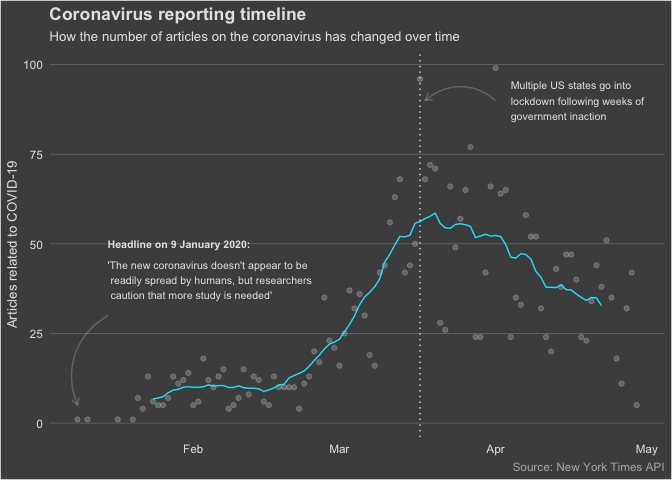 Coronavirus reporting timeline
How the number of articles on the coronavirus has changed over time
Articles related to COVID-19
100
75
50
25
0
Multiple US states go into
lockdown following weeks of
government inaction
Headline on 9 January 2020:
'The new coronavirus doesn't appear to be
readily spread by humans, but researchers
caution that more study is needed'
Feb
Mar
Apr
May
Source: New York Times API